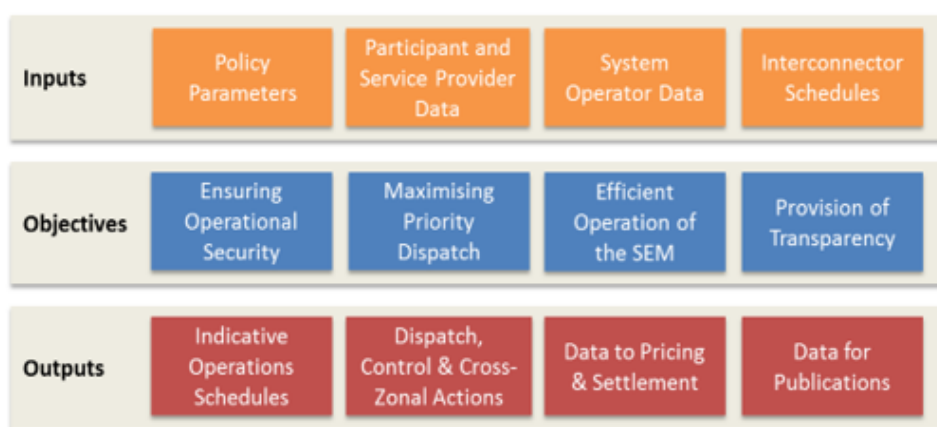 Inputs
Policy
Parameters
Participant and
Service Provider
Data
System
Operator Data
Interconnector
Schedules
Objectives
Ensuring
Operational
Security
Maximising
Priority
Dispatch
Efficient
Operation of
the SEM
Provision of
Transparency
Outputs
Indicative
Operations
Schedules
Dispatch,
Control & Cross-
Zonal Actions
Data to Pricing
& Settlement
Data for
Publications